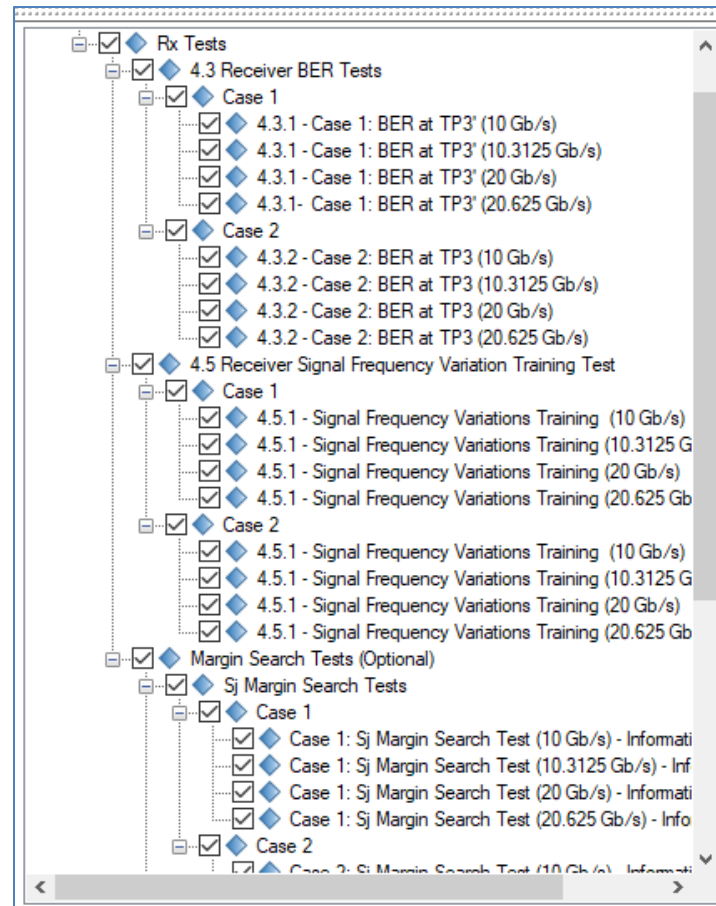 Rx Tests
4.3 Receiver BER Tests
Case 1
4.3.1 - Case 1: BER at TP3' (10 Gb/s)
4.3.1 - Case 1: BER at TP3' (10.3125 Gb/s)
4.3.1 - Case 1: BER at TP3' (20 Gb/s)
4.3.1- Case 1: BER at TP3' (20.625 Gb/s)
Case 2
4.3.2 - Case 2: BER at TP3 (10 Gb/s)
4.3.2 - Case 2: BER at TP3 (10.3125 Gb/s)
4.3.2 - Case 2: BER at TP3 (20 Gb/s)
4.3.2 - Case 2: BER at TP3 (20.625 Gb/s)
4.5 Receiver Signal Frequency Variation Training Test
Case 1
4.5.1 - Signal Frequency Variations Training (10 Gb/s)
4.5.1 - Signal Frequency Variations Training (10.3125 G
4.5.1 - Signal Frequency Variations Training (20 Gb/s)
4.5.1 - Signal Frequency Variations Training (20.625 Gb
Case 2
4.5.1 - Signal Frequency Variations Training (10 Gb/s)
4.5.1 - Signal Frequency Variations Training (10.3125 G
4.5.1 - Signal Frequency Variations Training (20 Gb/s)
4.5.1 - Signal Frequency Variations Training (20.625 Gb
Margin Search Tests (Optional)
Sj Margin Search Tests
Case 1
Case 1: Sj Margin Search Test (10 Gb/s) - Informati
Case 1: Sj Margin Search Test (10.3125 Gb/s) - Inf
Case 1: Sj Margin Search Test (20 Gb/s) - Informati
Case 1: Sj Margin Search Test (20.625 Gb/s) - Info
Case 2
Case 2: Sj Margin Search Test (10 Gb/s) - Informati